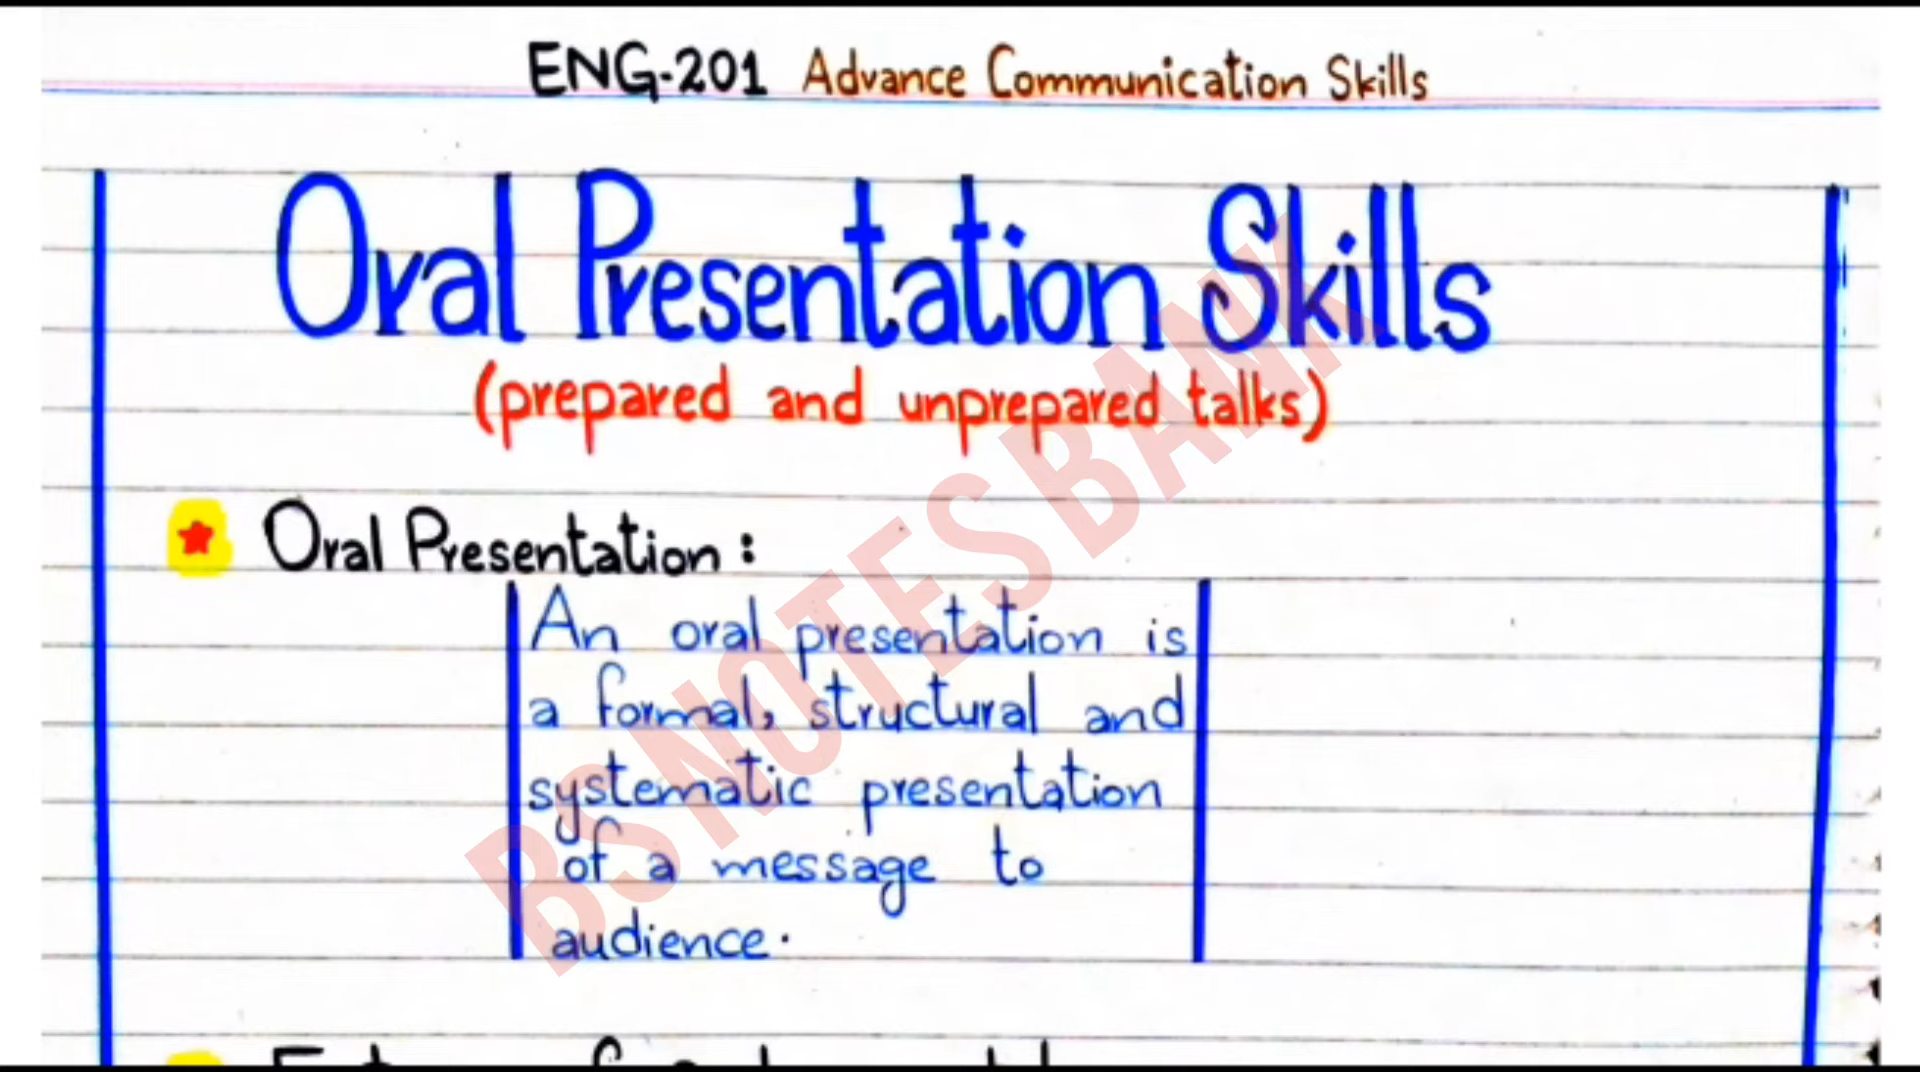 ENG-201 Advance Communication Skills
Oral Presentation Skills
(prepared and unprepared talks)
Oral Presentation:
An oral presentation is
a formal, structural and
systematic presentation
of a message to
audience.
BS NOTES BANK